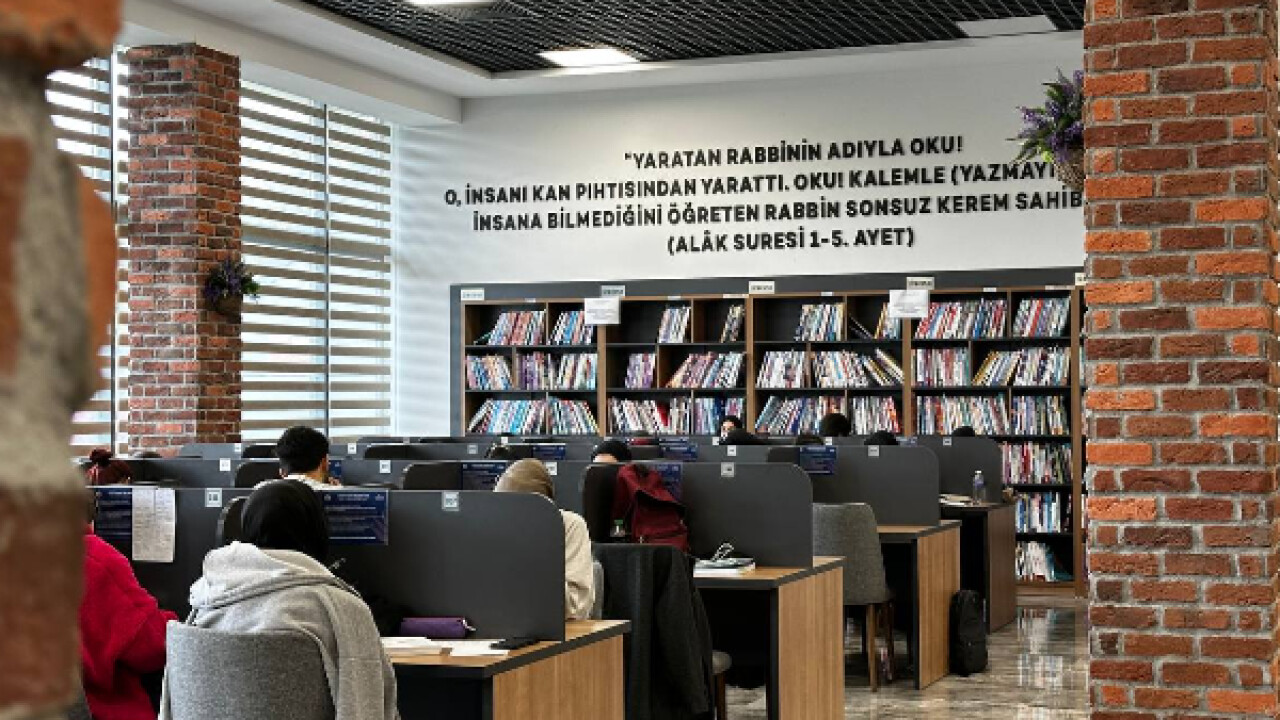 "YARATAN RABBİNİN ADIYLA OKU!
O, İNSANI KAN PIHTISINDAN YARATTI. OKU! KALEMLE (YAZMAYI
İNSANA BİLMEDİĞİNİ ÖĞRETEN RABBİN SONSUZ KEREM SAHİB
(ALÂK SURESİ 1-5. AYET)